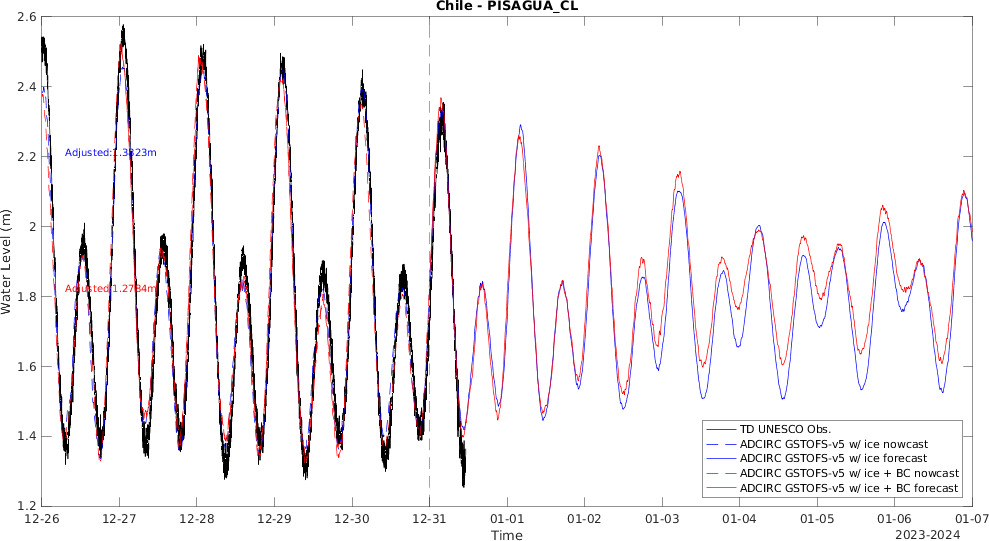 Chile - PISAGUA_CL
2.6
2.4
2.2
2
1.8
1.6
1.4
1.2
Water Level (m)
Adjusted:1.3323m
Adjusted:1.2784m
TD UNESCO Obs.
ADCIRC GSTOFS-v5 w/ ice nowcast
ADCIRC GSTOFS-v5 w/ ice forecast
ADCIRC GSTOFS-v5 w/ ice + BC nowcast
ADCIRC GSTOFS-v5 w/ ice + BC forecast
12-26 12-27 12-28 12-29 12-30 12-31 01-01 01-02 01-03 01-04 01-05 01-06 01-07
Time
2023-2024